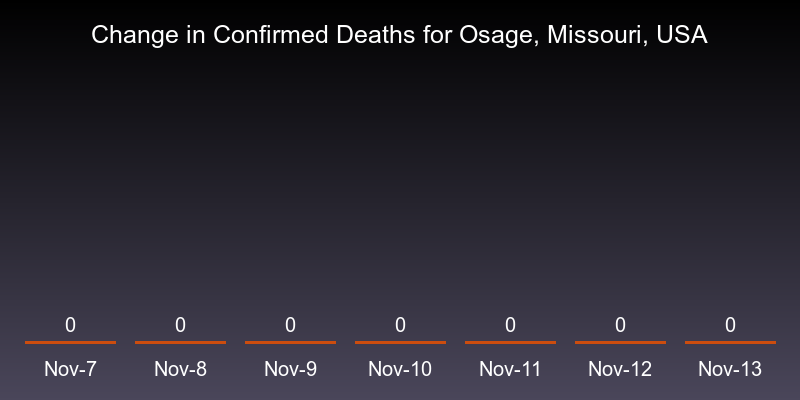 Change in Confirmed Deaths for Osage, Missouri, USA
0 0 0 0 0 0 0
Nov-7 Nov-8 Nov-9 Nov-10 Nov-11 Nov-12 Nov-13